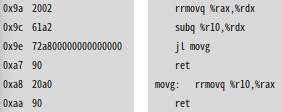 0x9a 2002 rrmovq %rax,%rdx
0x9c 61a2 subq %r10,%rdx
0x9e 72a800000000000000 jl movg
0xa7 90 ret
0xa8 20a0 movg: rrmovq %r10,%rax
0xaa 90 ret